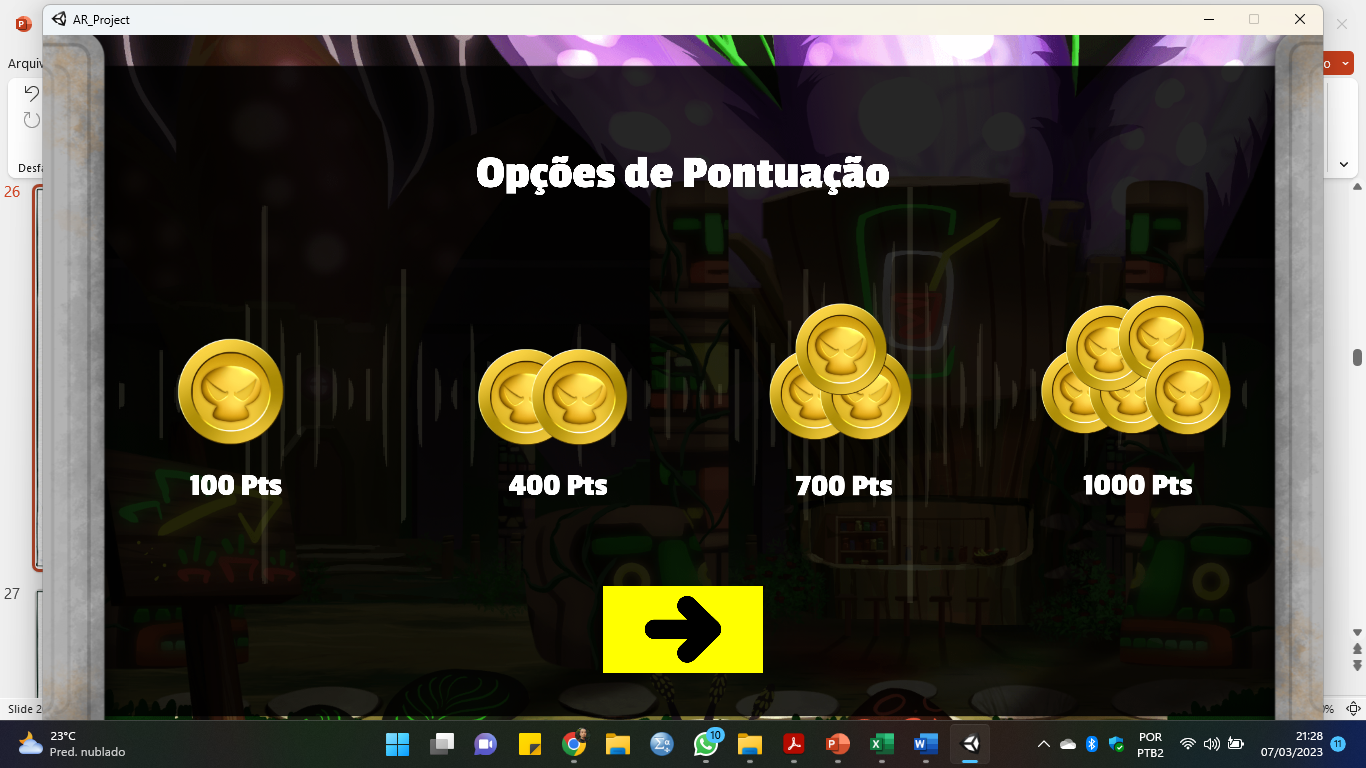 AR_Project
Arquiv
Desfa
26
27
Opções de Pontuação
100 Pts
400 Pts
700 Pts
1000 Pts
Slide 2
%
23°C
Pred. nublado
10
POR
PTB2
21:28
07/03/2023
11